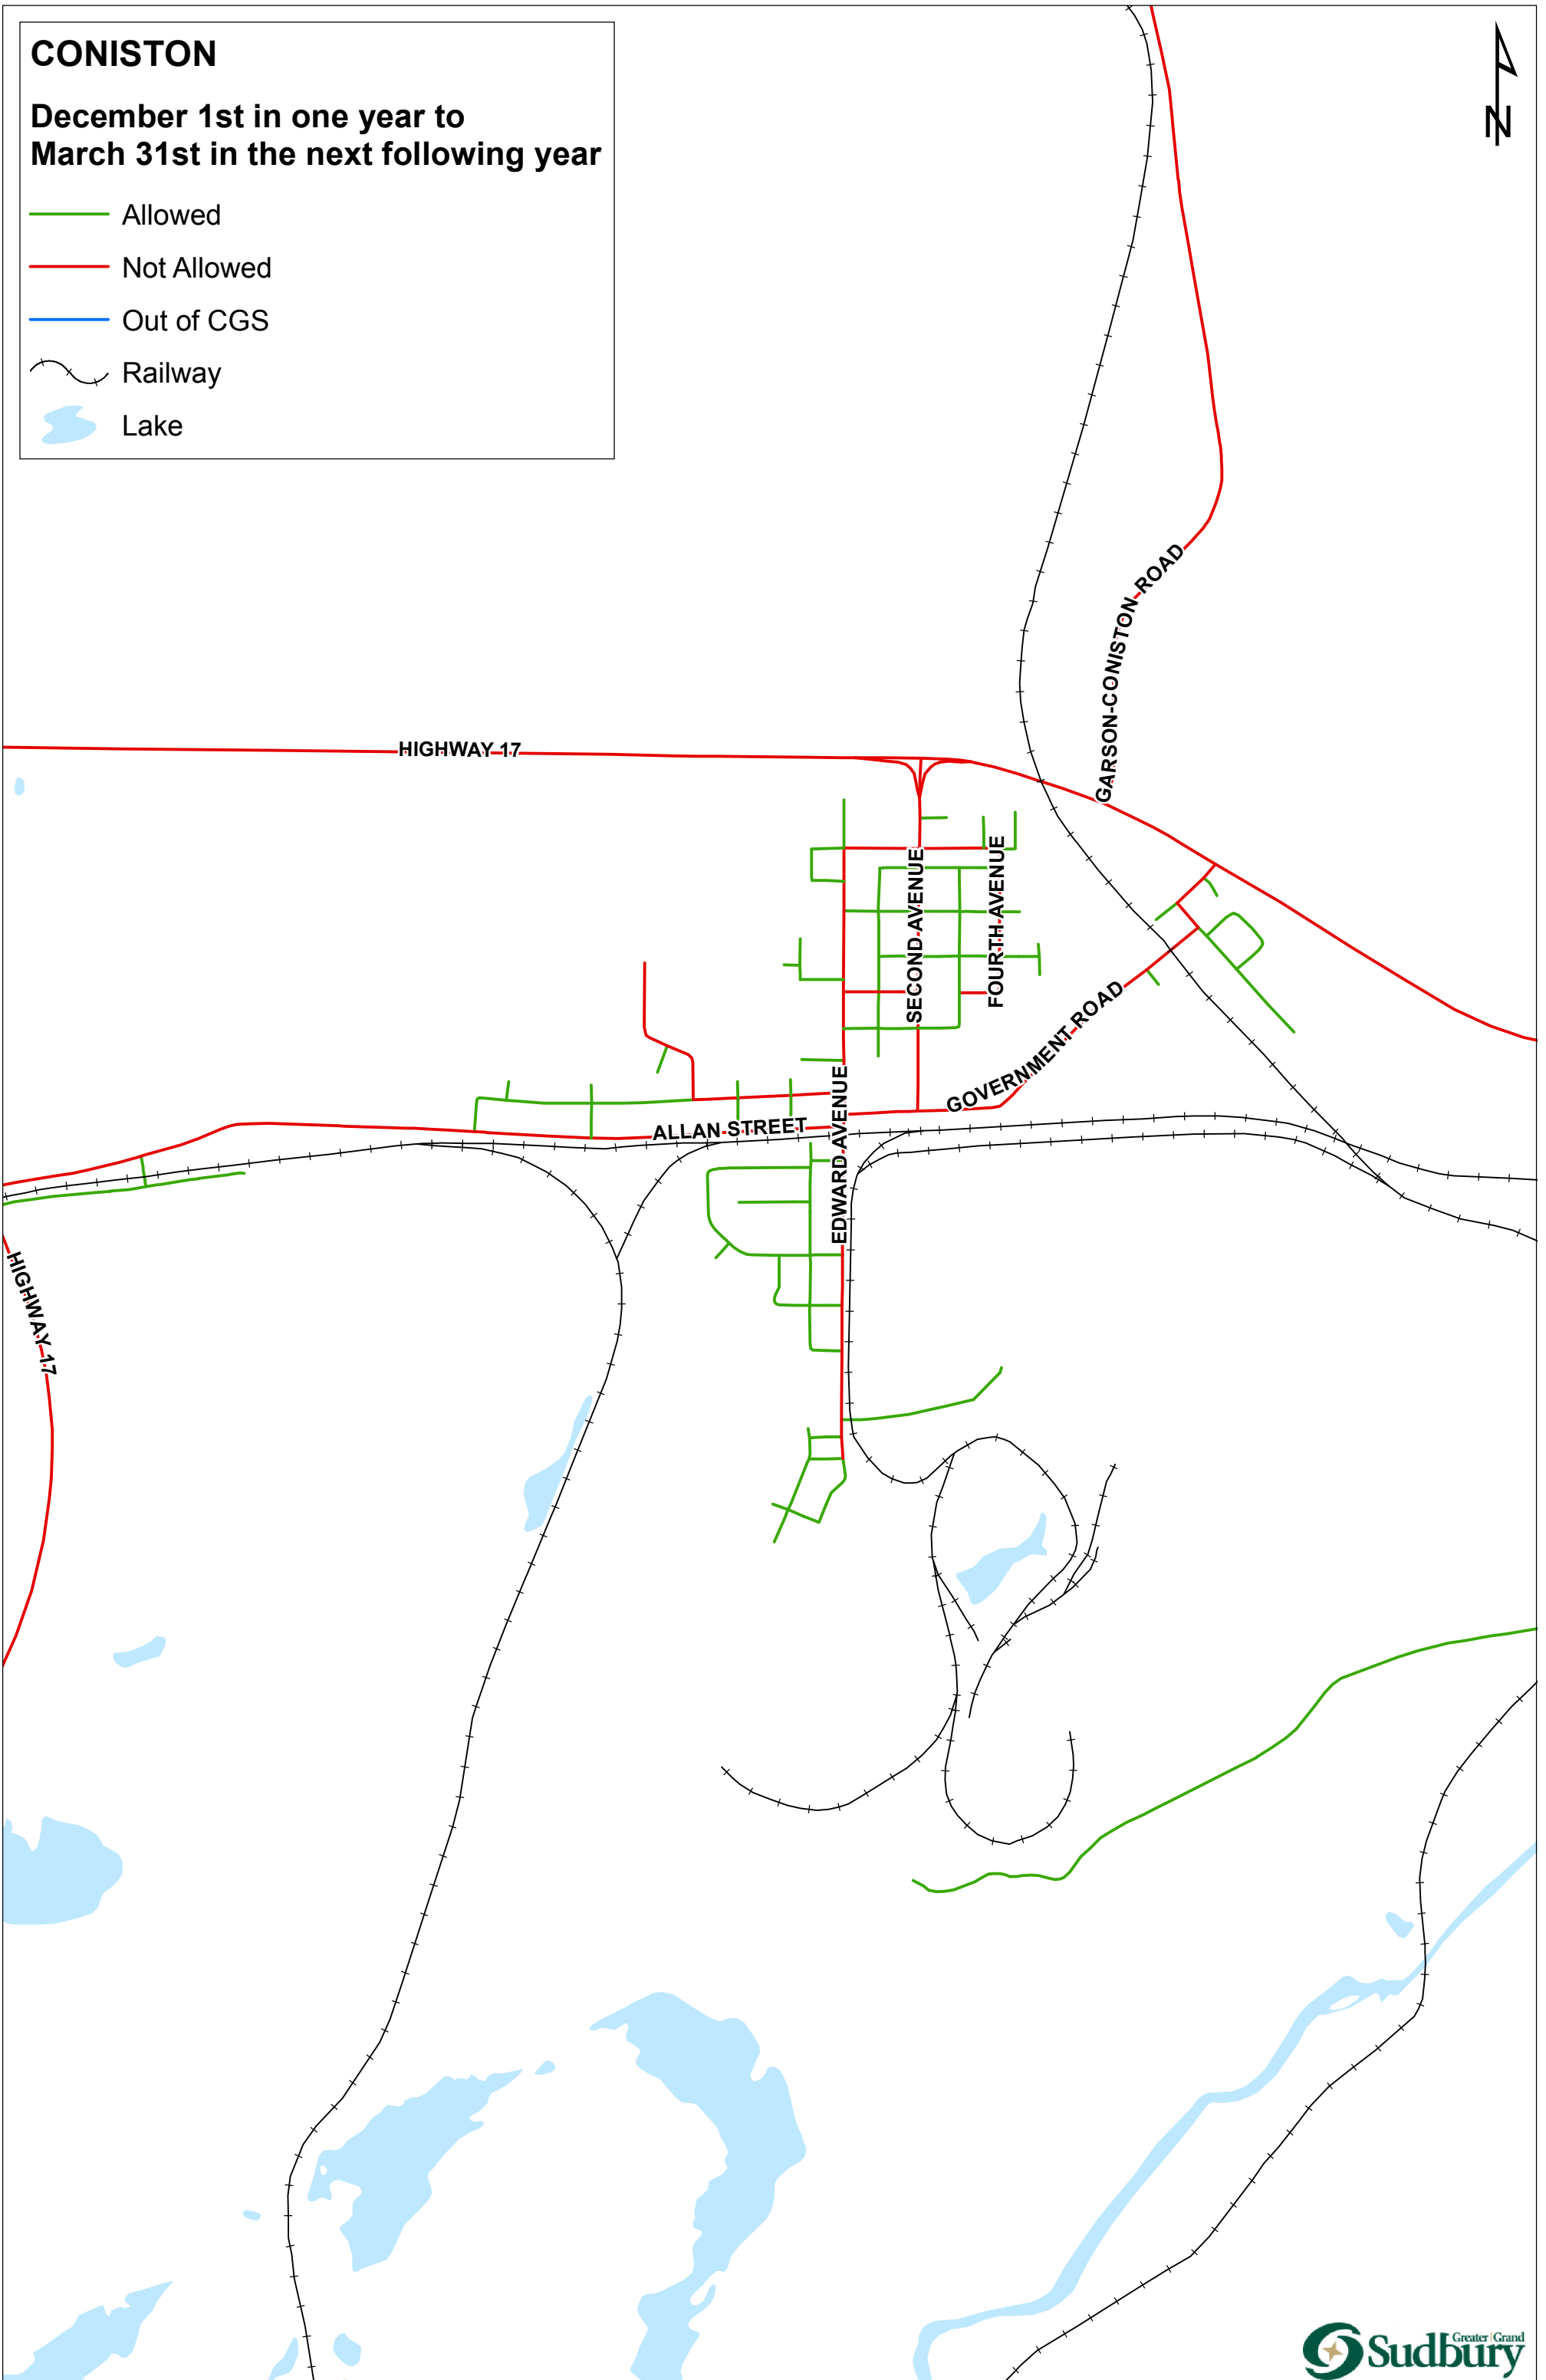 CONISTON
December 1st in one year to
March 31st in the next following year
Allowed
Not Allowed
Out of CGS
Railway
Lake
N
GARSON-CONISTON ROAD
HIGHWAY 17
SECOND AVENUE
FOURTH AVENUE
GOVERNMENT ROAD
EDWARD AVENUE
ALLAN STREET
HIGHWAY 17
Greater Grand
Sudbury